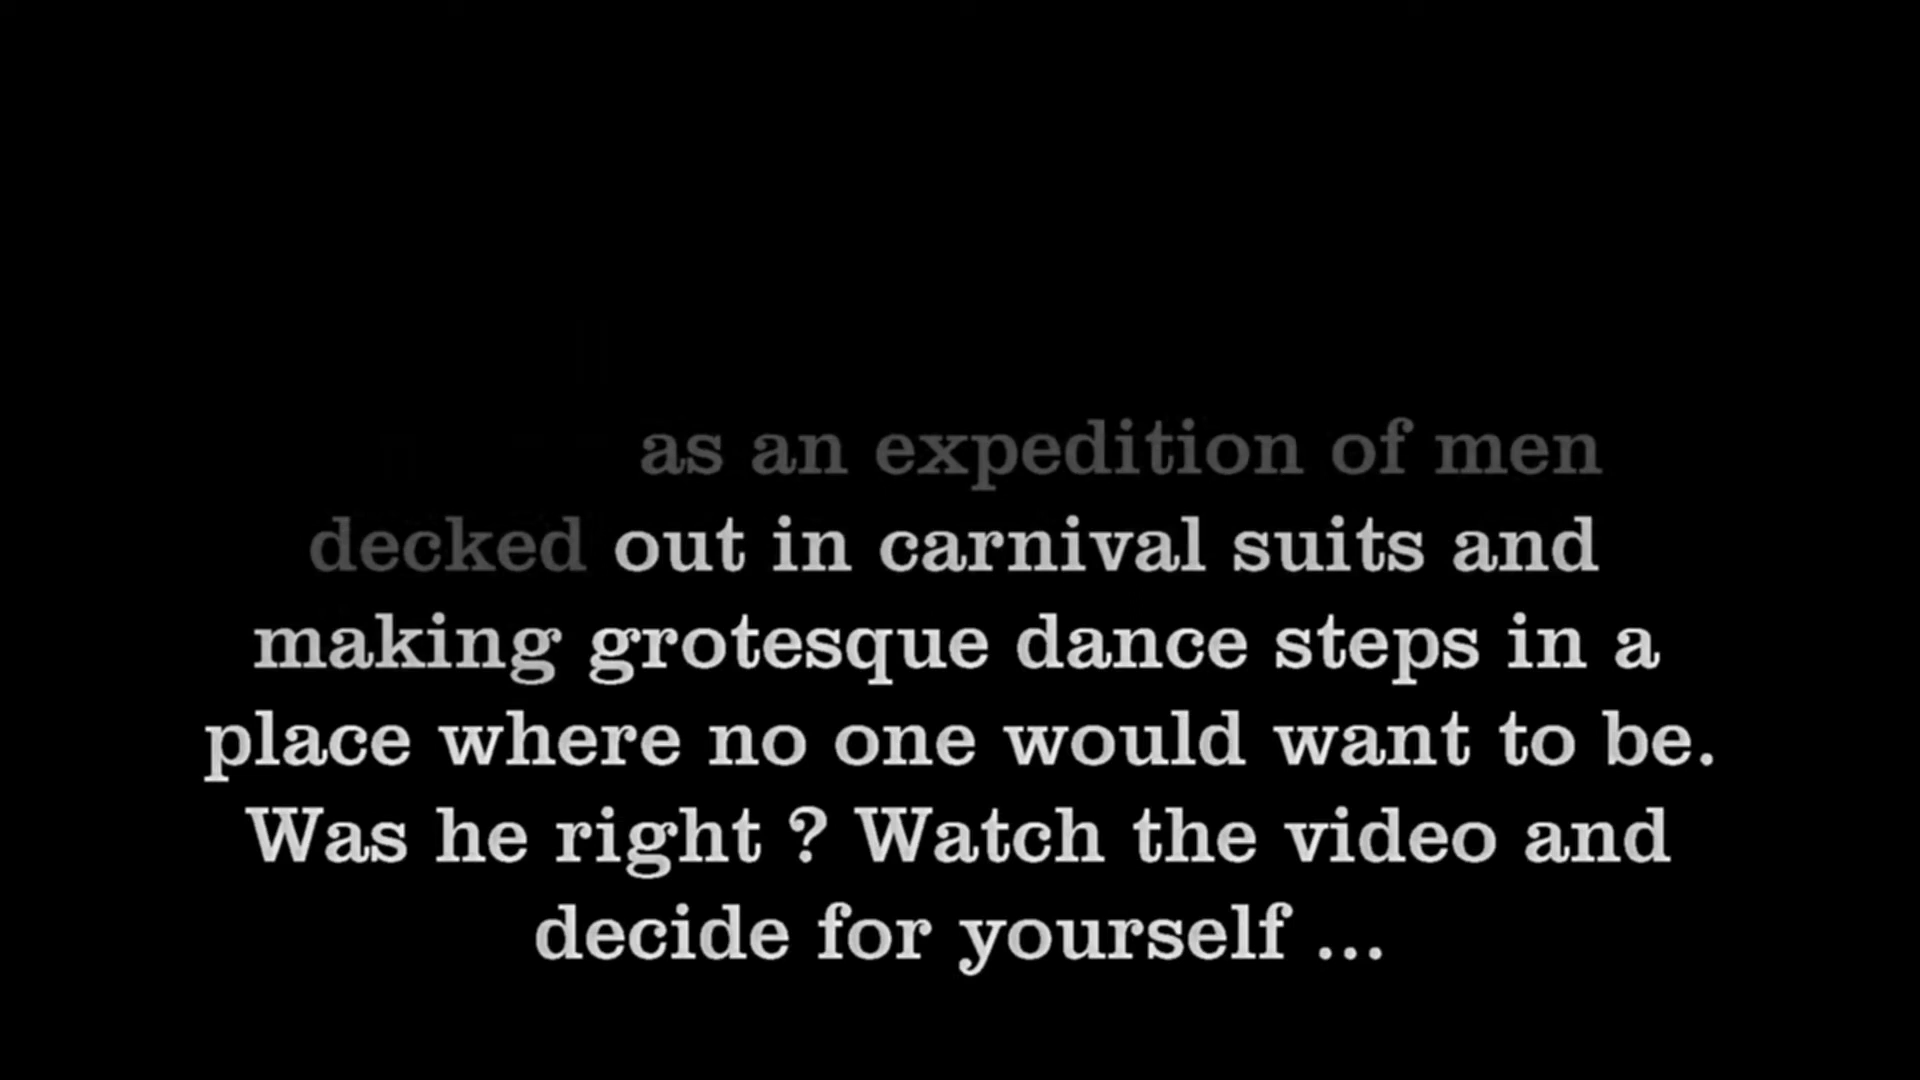 as an expedition of men
decked out in carnival suits and
making grotesque dance steps in a
place where no one would want to be.
Was he right ? Watch the video and
decide for yourself ...